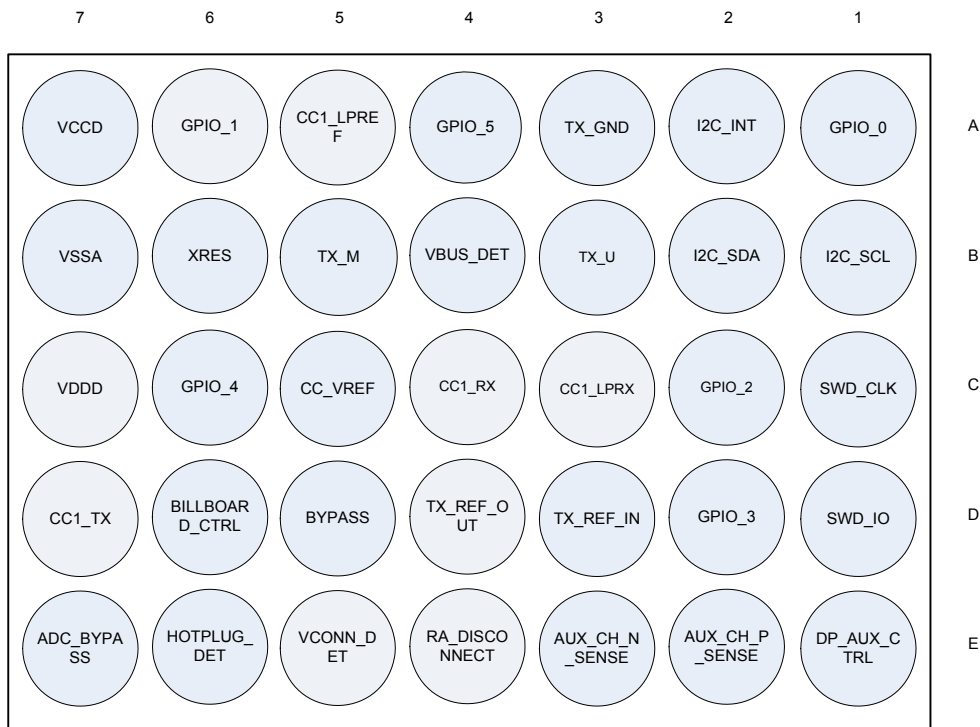 7 6 5 4 3 2 1
VCCD GPIO_1 CC1_LPRE
F GPIO_5 TX_GND I2C_INT GPIO_0 A
VSSA XRES TX_M VBUS_DET TX_U I2C_SDA I2C_SCL B
VDDD GPIO_4 CC_VREF CC1_RX CC1_LPRX GPIO_2 SWD_CLK C
CC1_TX BILLBOAR
D_CTRL BYPASS TX_REF_O
UT TX_REF_IN GPIO_3 SWD_IO D
ADC_BYPA
SS HOTPLUG_
DET VCONN_D
ET RA_DISCO
NNECT AUX_CH_N
_SENSE AUX_CH_P
_SENSE DP_AUX_C
TRL E